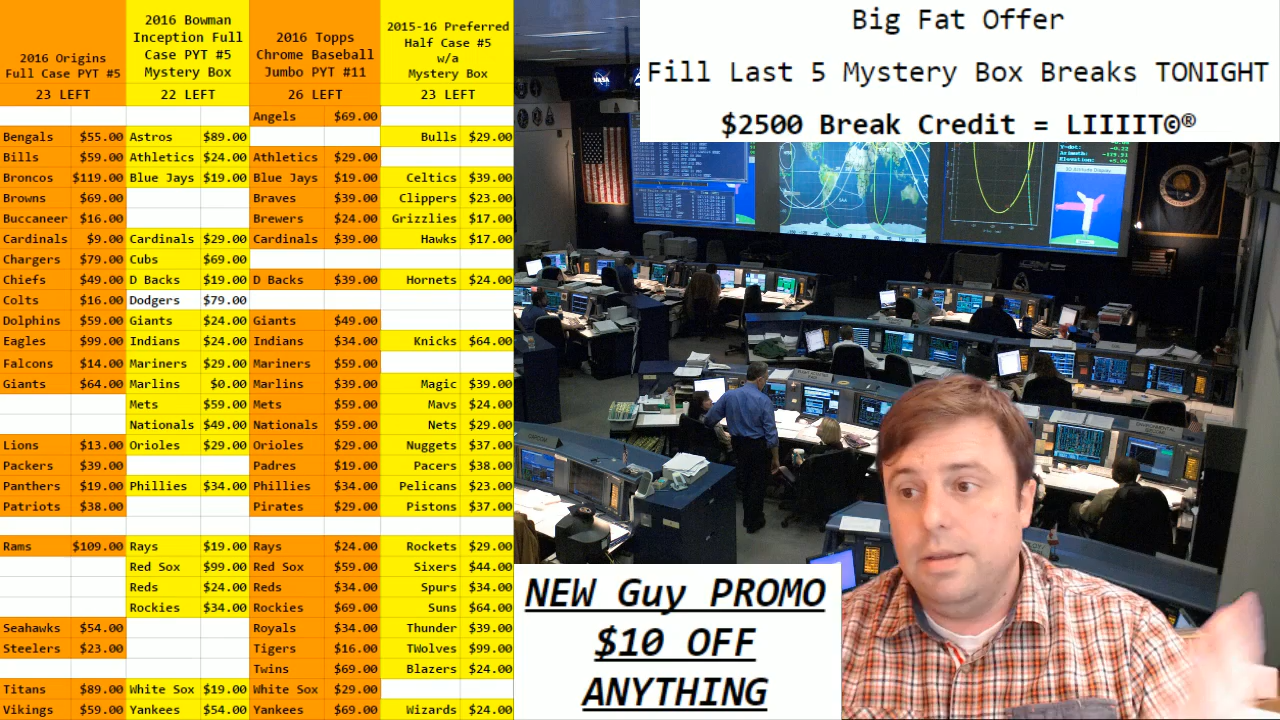 2016 Origins
Full Case PYT #5
2016 Bowman
Inception Full
Case PYT #5
Mystery Box
2016 Topps
Chrome Baseball
Jumbo PYT #11
2015-16 Preferred
Half Case #5
w/a
Mystery Box
23 LEFT 22 LEFT 26 LEFT 23 LEFT
Angels $69.00
Bengals $55.00 Astros $89.00 Bulls $29.00
Bills $59.00 Athletics $24.00 Athletics $29.00
Broncos $119.00 Blue Jays $19.00 Blue Jays $19.00 Celtics $39.00
Browns $69.00 Braves $39.00 Clippers $23.00
Buccaneer $16.00 Brewers $24.00 Grizzlies $17.00
Cardinals $9.00 Cardinals $29.00 Cardinals $39.00 Hawks $17.00
Chargers $79.00 Cubs $69.00
Chiefs $49.00 D Backs $19.00 D Backs $39.00 Hornets $24.00
Colts $16.00 Dodgers $79.00
Dolphins $59.00 Giants $24.00 Giants $49.00
Eagles $99.00 Indians $24.00 Indians $34.00 Knicks $64.00
Falcons $14.00 Mariners $29.00 Mariners $59.00
Giants $64.00 Marlins $0.00 Marlins $39.00 Magic $39.00
Mets $59.00 Mets $59.00 Mavs $24.00
Nationals $49.00 Nationals $59.00 Nets $29.00
Lions $13.00 Orioles $29.00 Orioles $29.00 Nuggets $37.00
Packers $39.00 Padres $19.00 Pacers $38.00
Panthers $19.00 Phillies $34.00 Phillies $34.00 Pelicans $23.00
Patriots $38.00 Pirates $29.00 Pistons $37.00
Rams $109.00 Rays $19.00 Rays $24.00 Rockets $29.00
Red Sox $99.00 Red Sox $59.00 Sixers $44.00
Reds $24.00 Reds $34.00 Spurs $34.00
Rockies $34.00 Rockies $69.00 Suns $64.00
Seahawks $54.00 Royals $34.00 Thunder $39.00
Steelers $23.00 Tigers $16.00 TWolves $99.00
Twins $69.00 Blazers $24.00
Titans $89.00 White Sox $19.00 White Sox $29.00
Vikings $59.00 Yankees $54.00 Yankees $69.00 Wizards $24.00
Big Fat Offer
Fill Last 5 Mystery Box Breaks TONIGHT
$2500 Break Credit = LIIIIT©®
NASA
NEW Guy PROMO
$10 OFF
ANYTHING